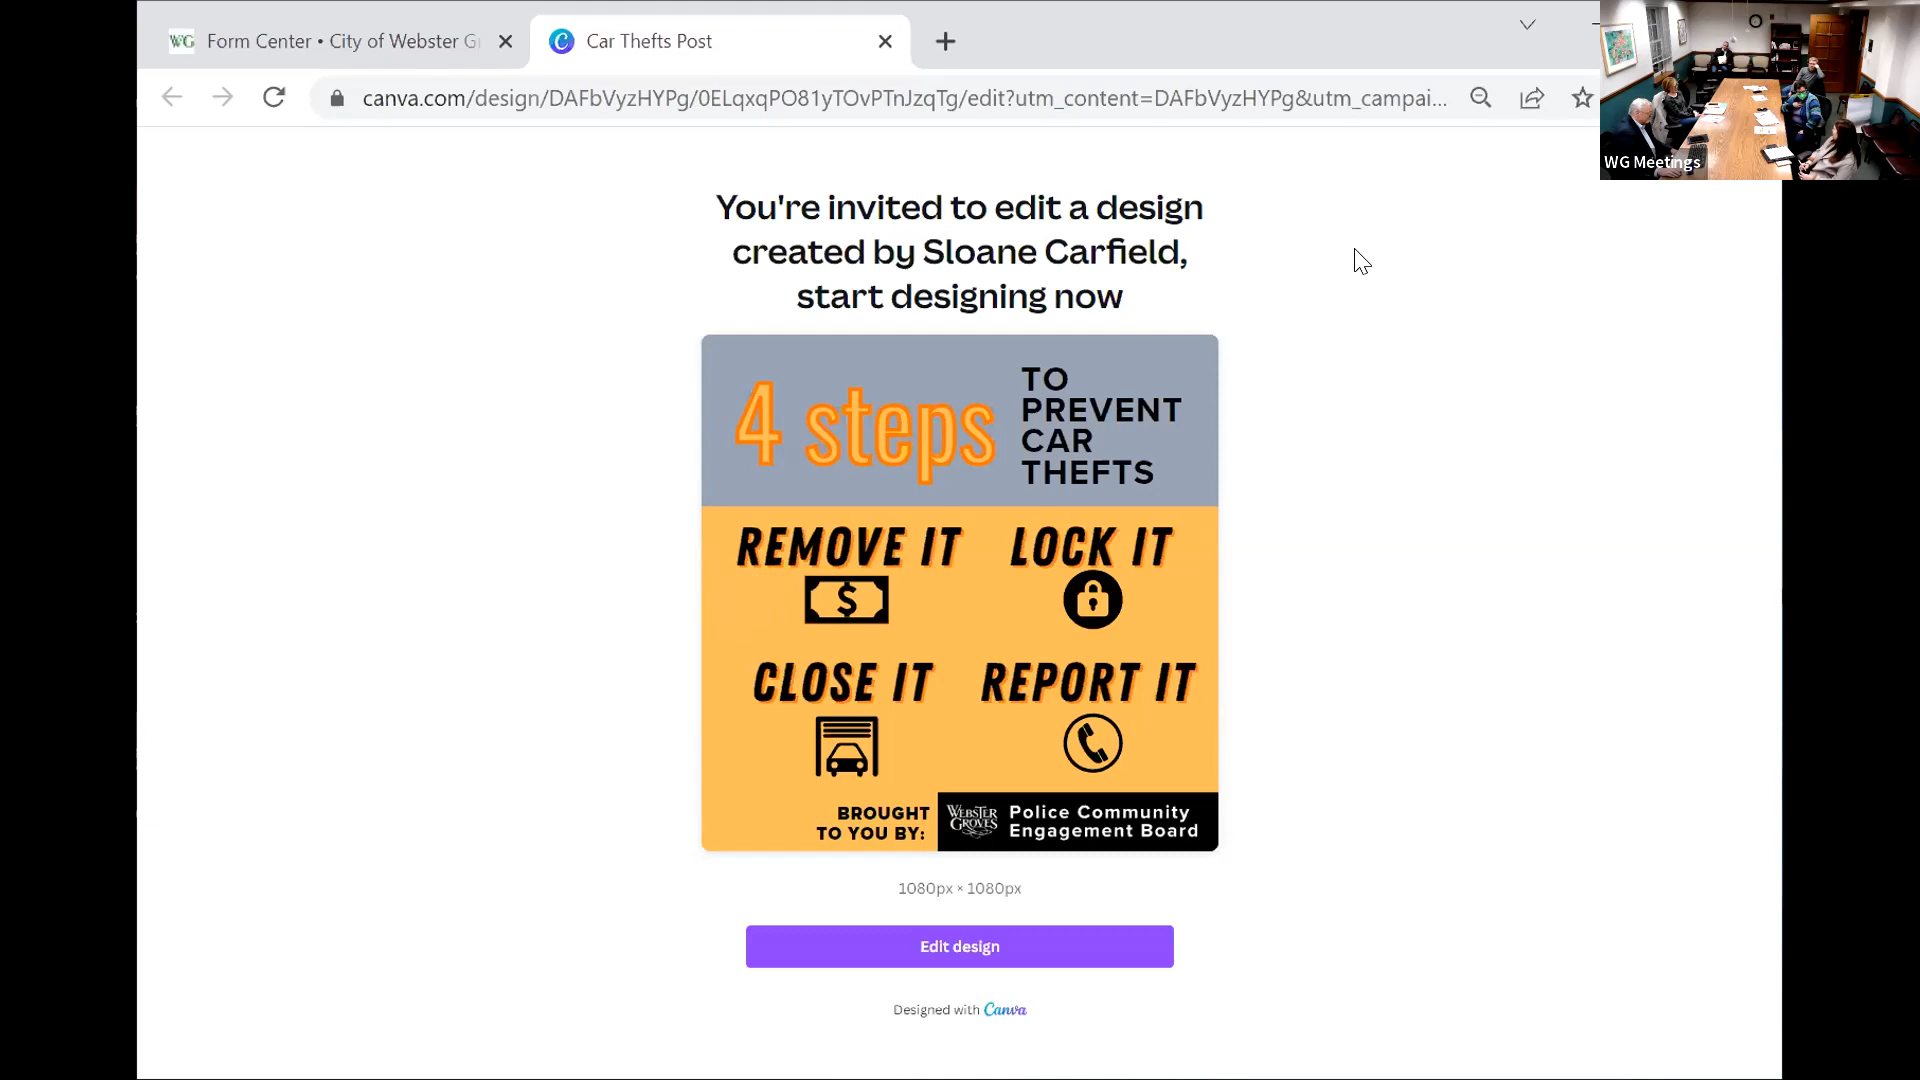 Form Center • City of Webster Gr
Car Thefts Post
canva.com/design/DAFbVyzHYPg/0ELqxqPO81yTOvPTnJzqTg/edit?utm_content=DAFbVyzHYPg&utm_campai...
WG Meetings
You're invited to edit a design
created by Sloane Carfield,
start designing now
4 steps
TO
PREVENT
CAR
THEFTS
REMOVE IT
LOCK IT
$
CLOSE IT
REPORT IT
BROUGHT
TO YOU BY:
WEBSTER
GROVES
Police Community
Engagement Board
1080px × 1080px
Edit design
Designed with Canva